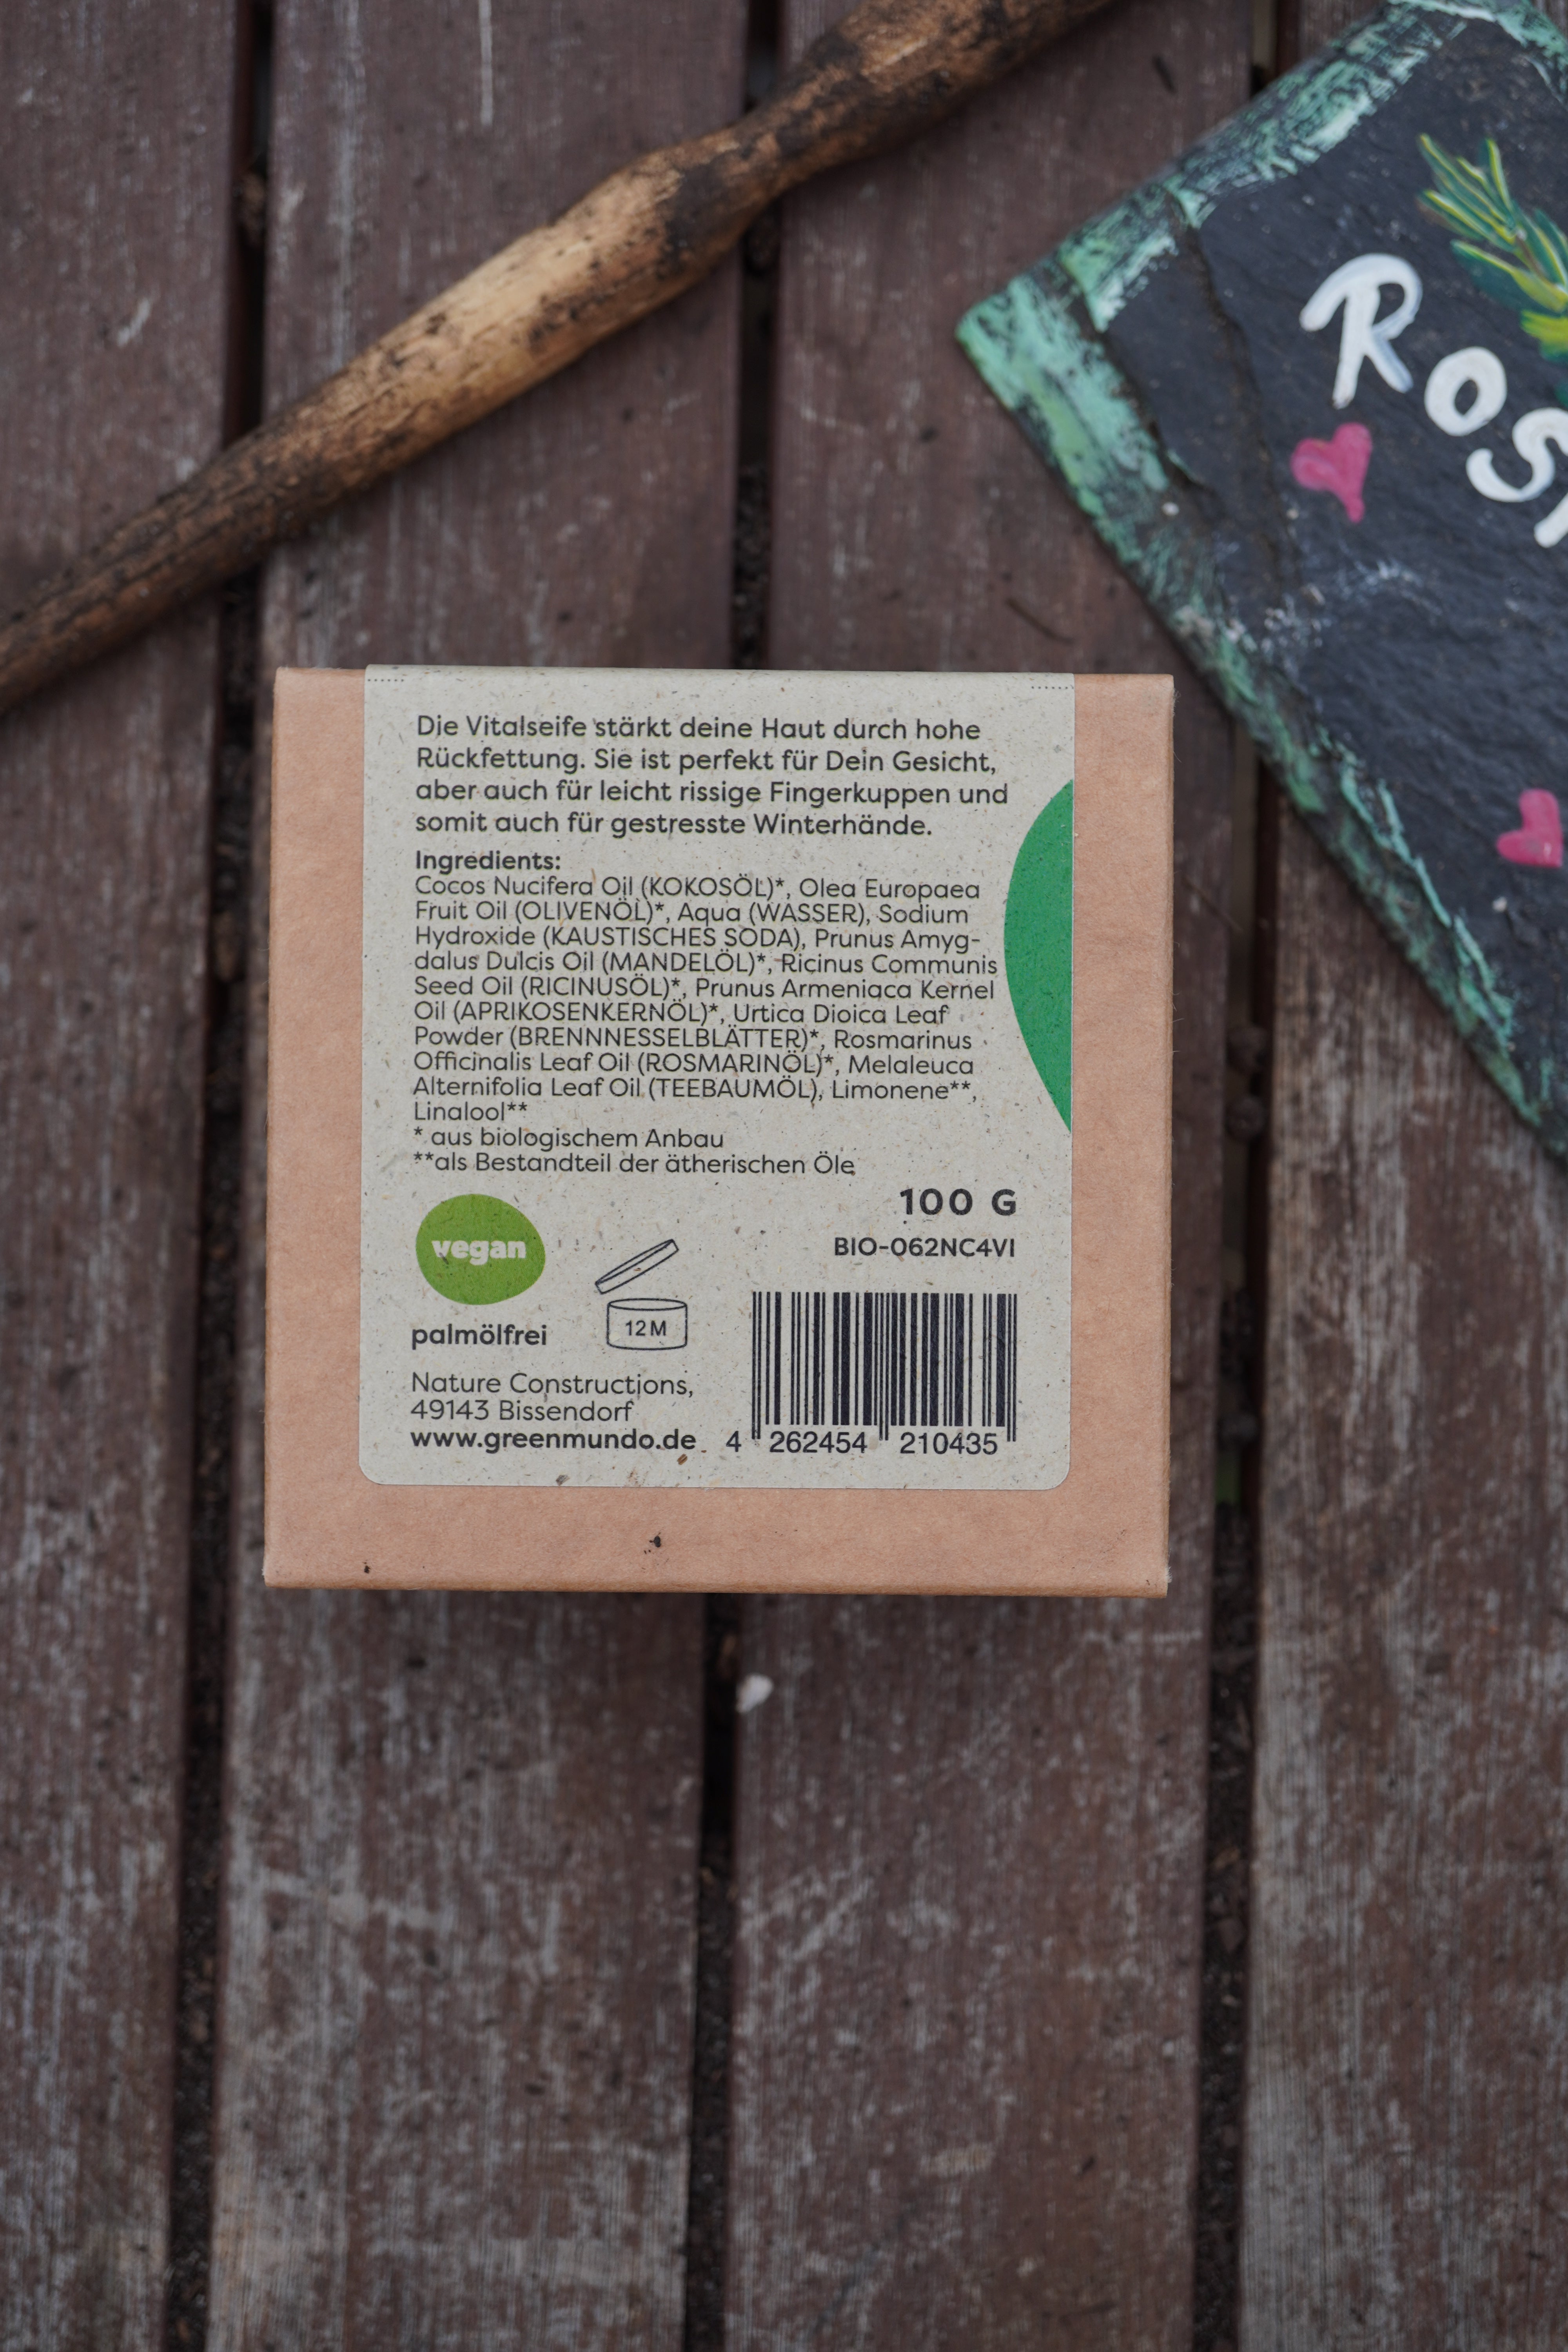 Die Vitalseife stärkt deine Haut durch hohe
Rückfettung. Sie ist perfekt für Dein Gesicht,
aber auch für leicht rissige Fingerkuppen und
somit auch für gestresste Winterhände.
Ingredients:
Cocos Nucifera Oil (KOKOSÖL)*, Olea Europaea
Fruit Oil (OLIVENÖL)*, Aqua (WASSER), Sodium
Hydroxide (KAUSTISCHES SODA), Prunus Amyg-
dalus Dulcis Oil (MANDELÖL)*, Ricinus Communis
Seed Oil (RICINUSÖL)*, Prunus Armeniaca Kernel
Oil (APRIKOSENKERNÖL)*, Urtica Dioica Leaf
Powder (BRENNNESSELBLÄTTER)*, Rosmarinus
Officinalis Leaf Oil (ROSMARINÖL)*, Melaleuca
Alternifolia Leaf Oil (TEEBAUMÖL), Limonene**,
Linalool**
* aus biologischem Anbau
**als Bestandteil der ätherischen Öle
100 G
BIO-062NC4VI
vegan
palmölfrei
12M
Nature Constructions,
49143 Bissendorf
www.greenmundo.de
4 262454 210435